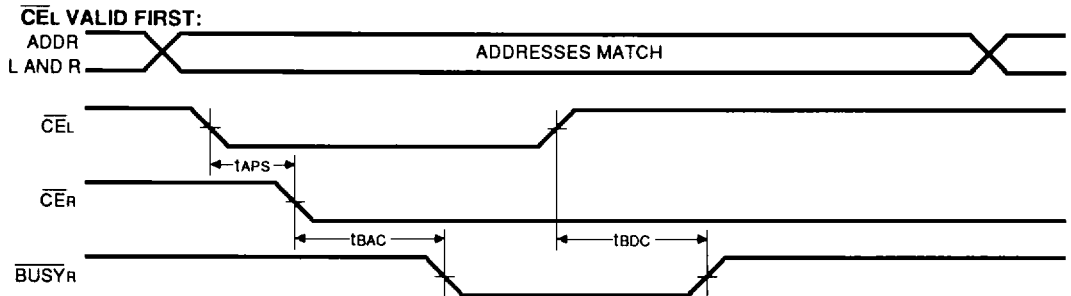 CEL VALID FIRST:
ADDR
L AND R
ADDRESSES MATCH
CEL
tAPS
CER
tBAC
tBDC
BUSYR